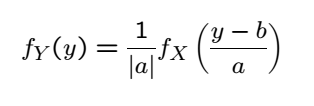 f_Y(y) = \frac{1}{|a|} f_X \left( \frac{y - b}{a} \right)